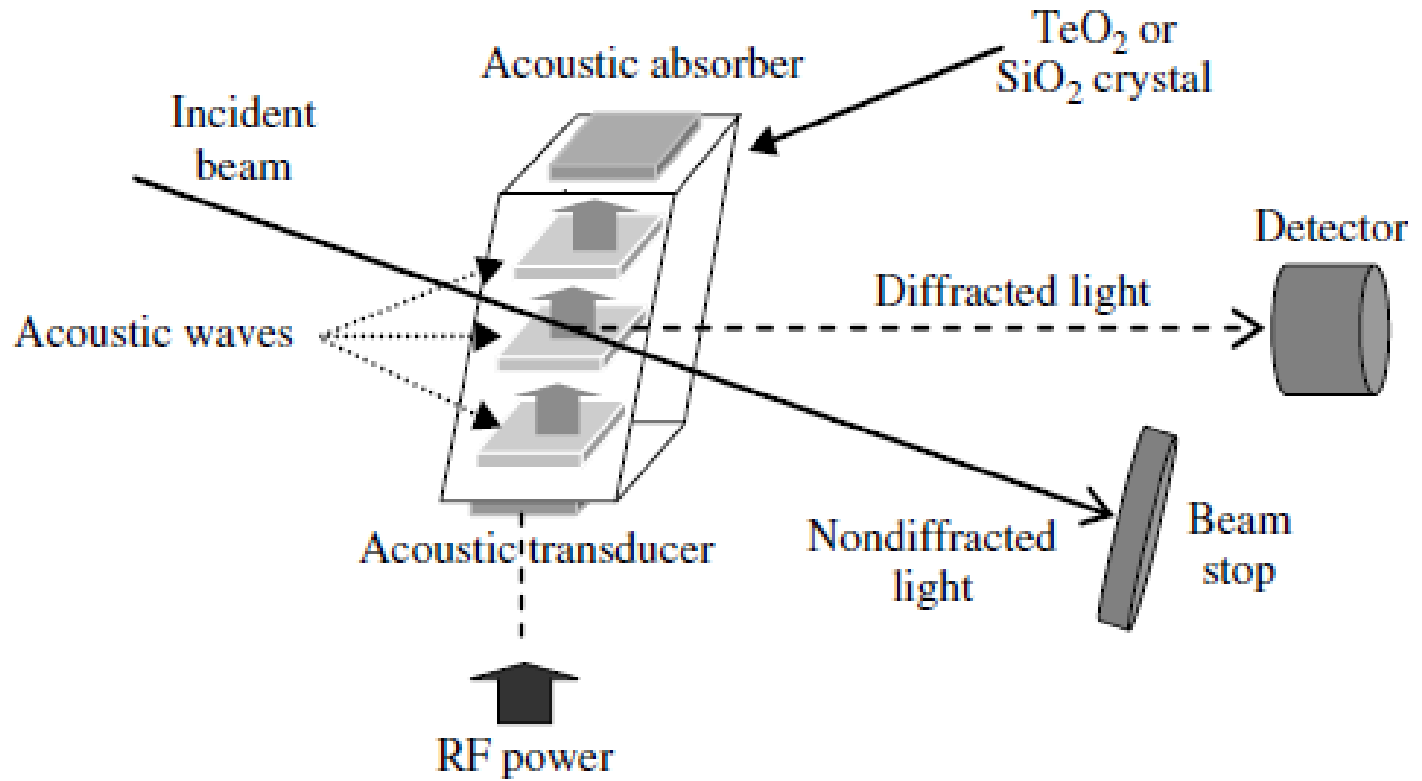 TeO₂ or
SiO₂ crystal
Acoustic absorber
Incident
beam
Detector
Diffracted light
Acoustic waves
Acoustic transducer
Nondiffracted
light
Beam
stop
RF power